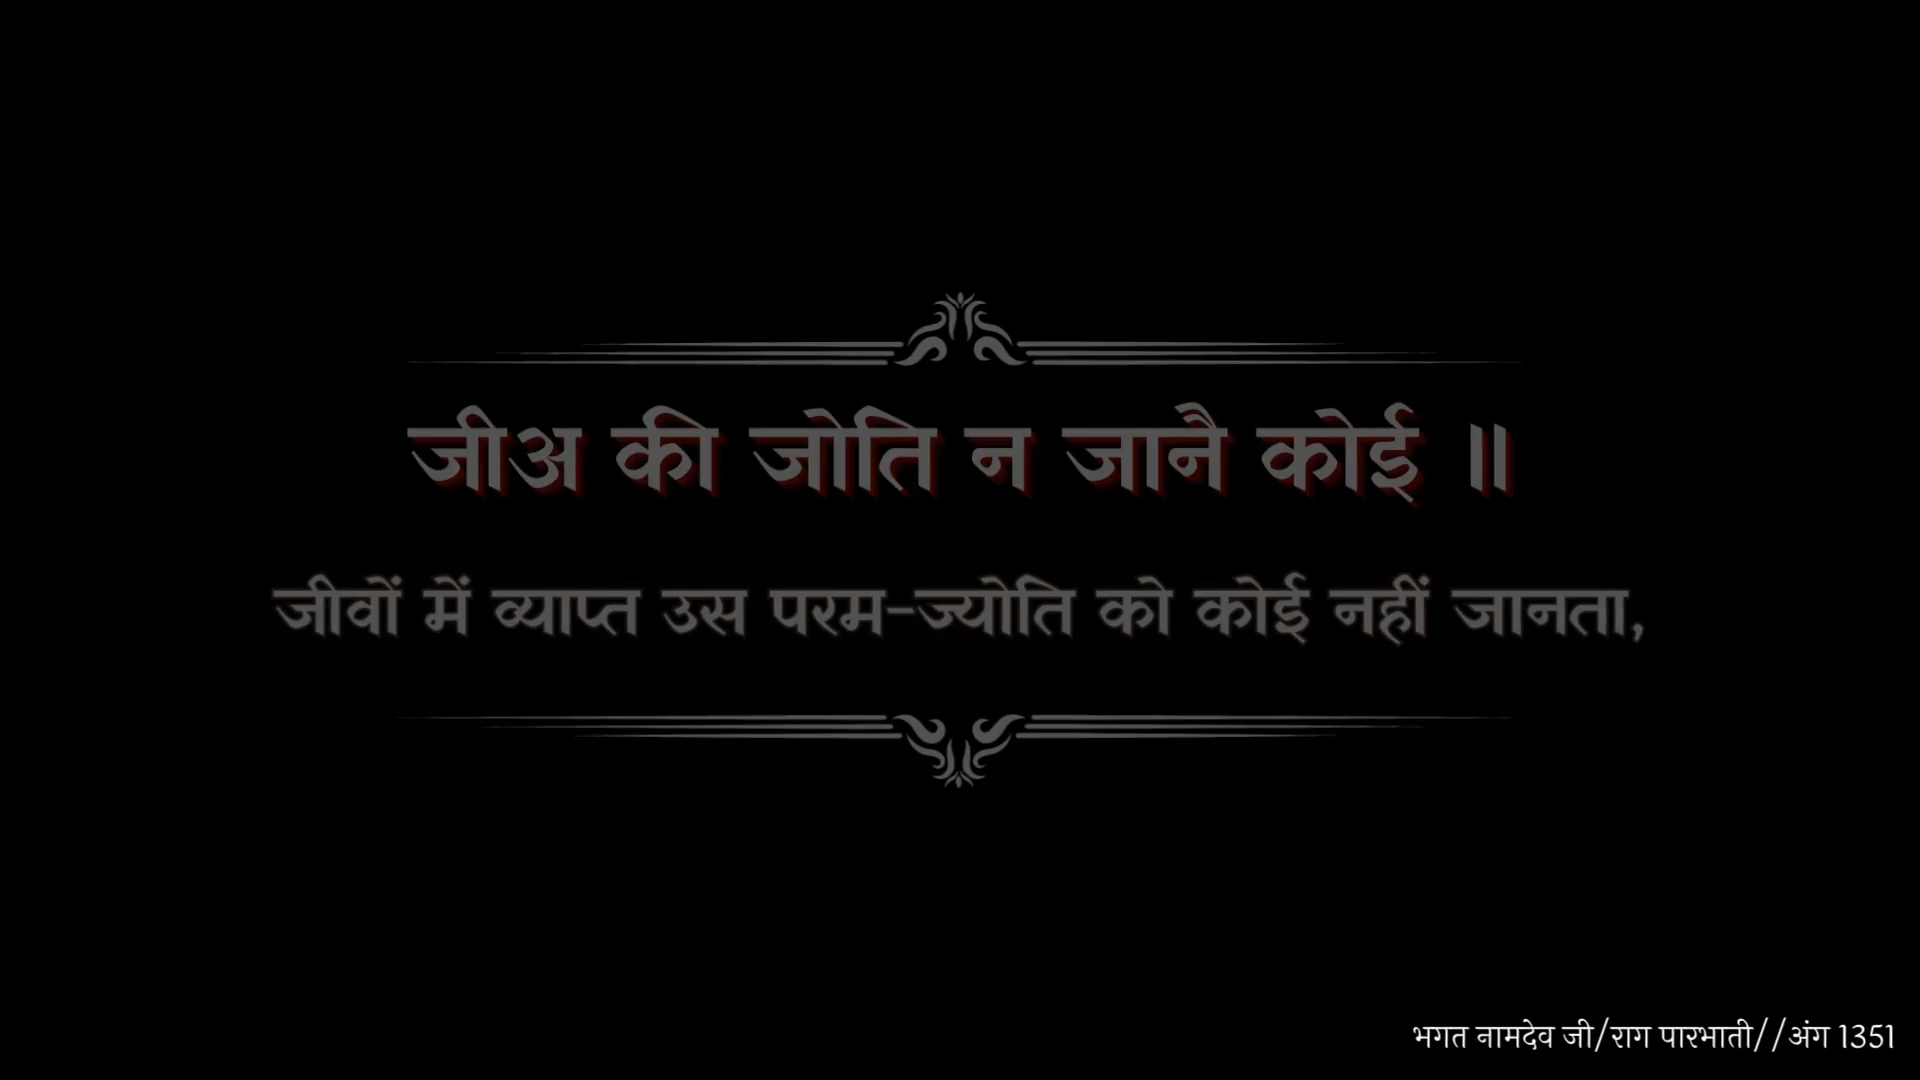 जीअ की जोति न जानै कोई ॥
जीवों में व्याप्त उस परम-ज्योति को कोई नहीं जानता,
भगत नामदेव जी/राग पारभाती//अंग 1351